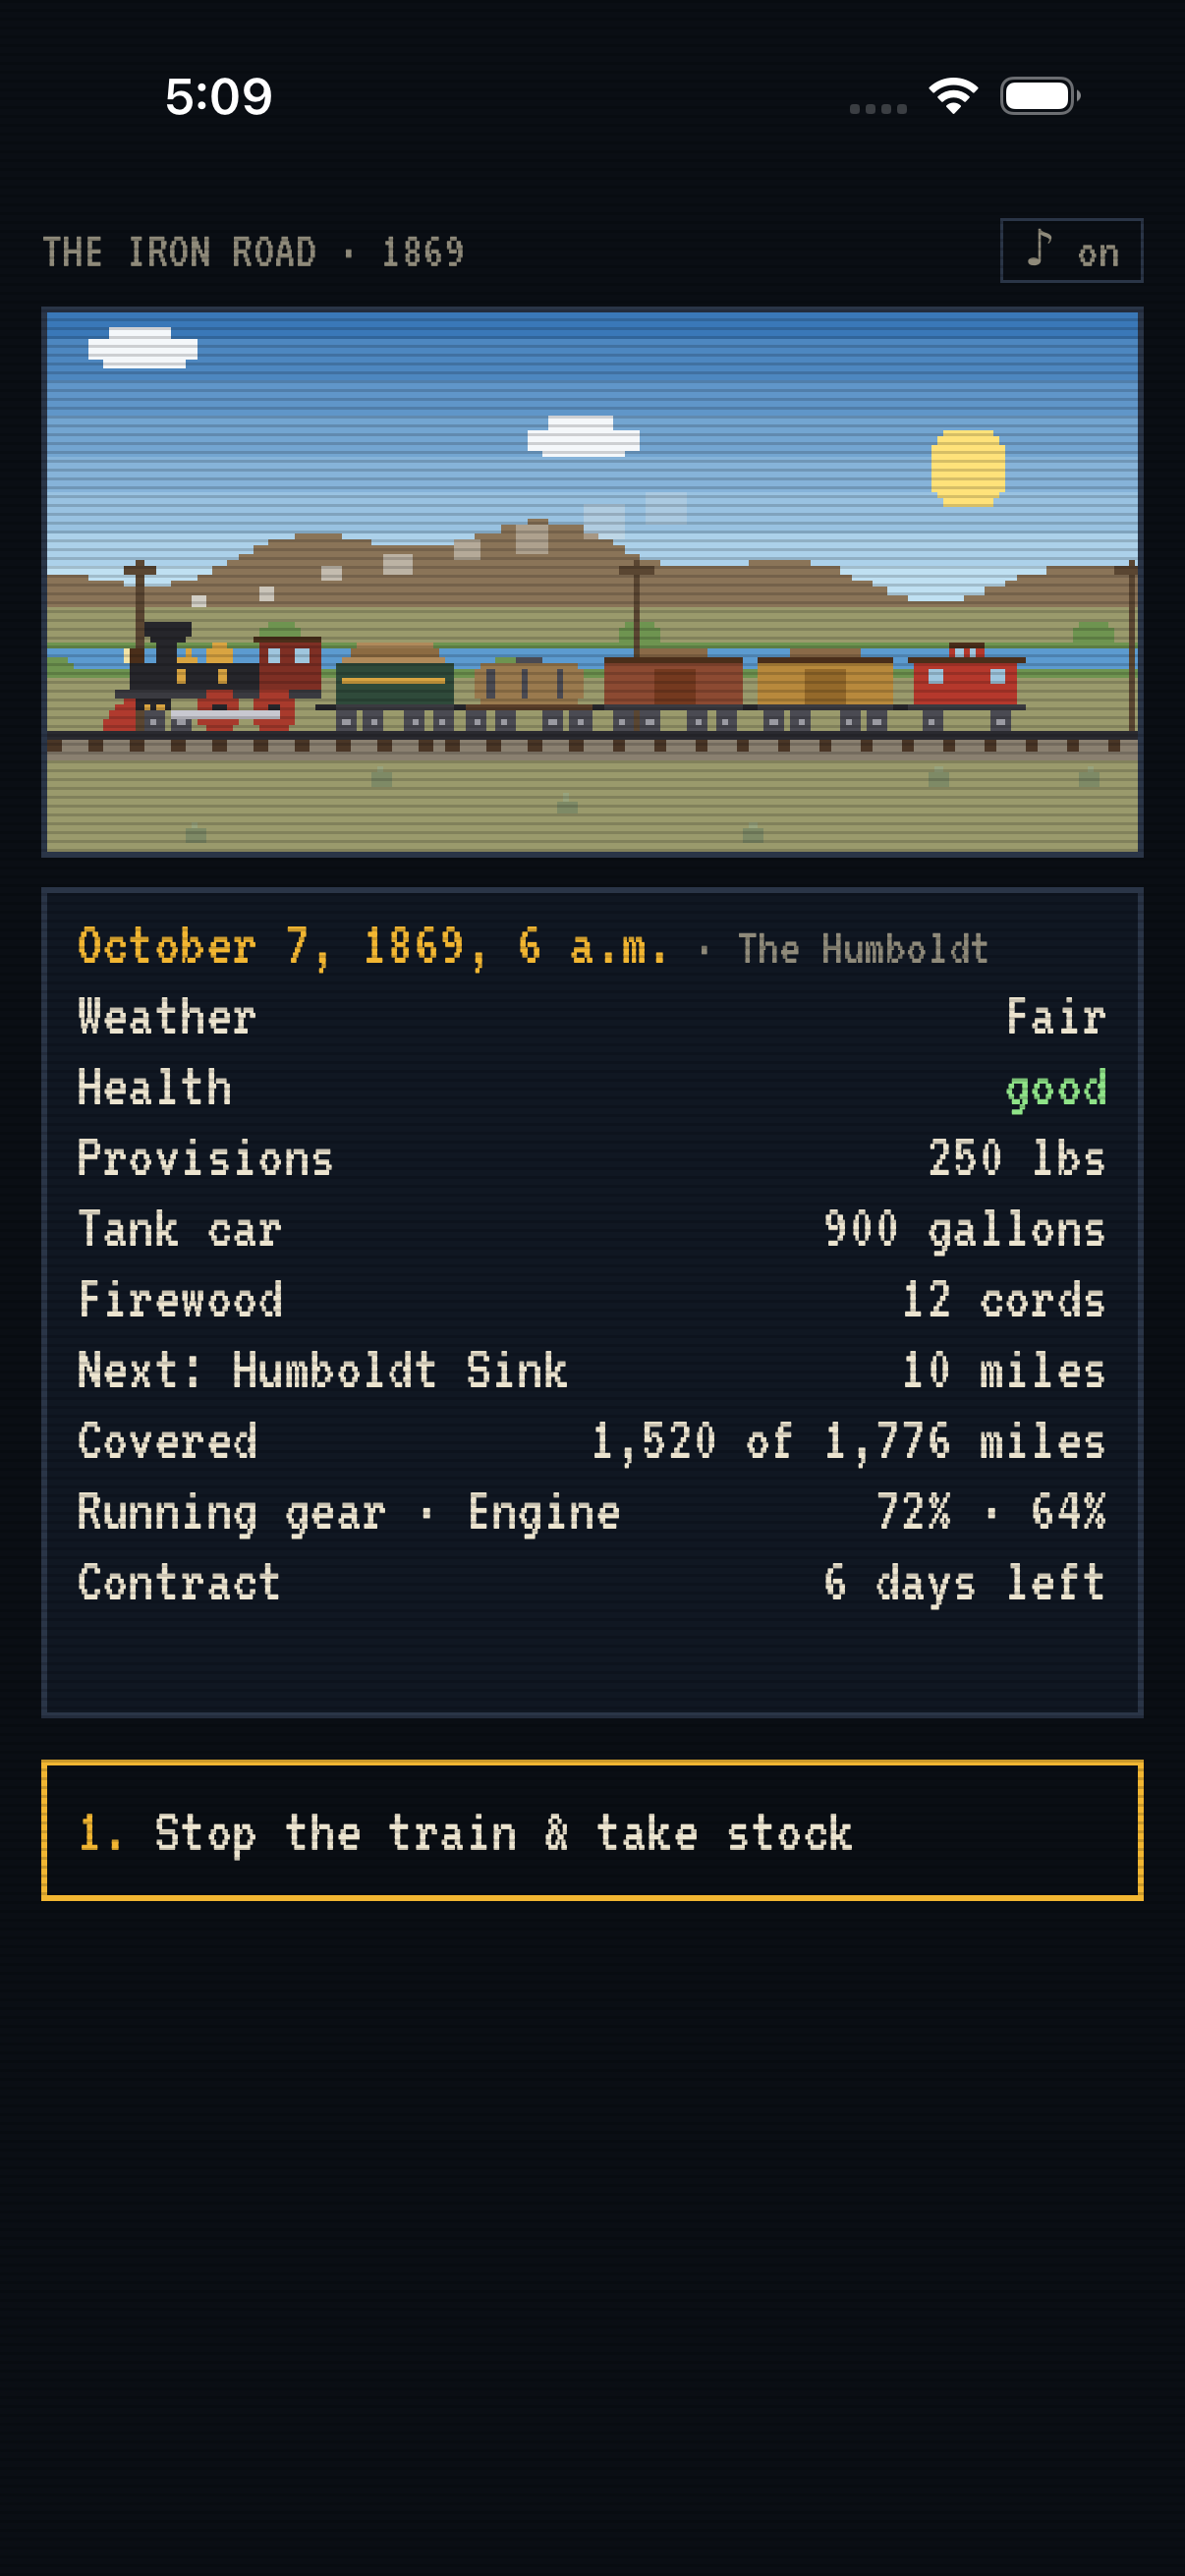 5:09
THE IRON ROAD · 1869
♪ on
October 7, 1869, 6 a.m. · The Humboldt
Weather Fair
Health good
Provisions 250 lbs
Tank car 900 gallons
Firewood 12 cords
Next: Humboldt Sink 10 miles
Covered 1,520 of 1,776 miles
Running gear · Engine 72% · 64%
Contract 6 days left
1. Stop the train & take stock